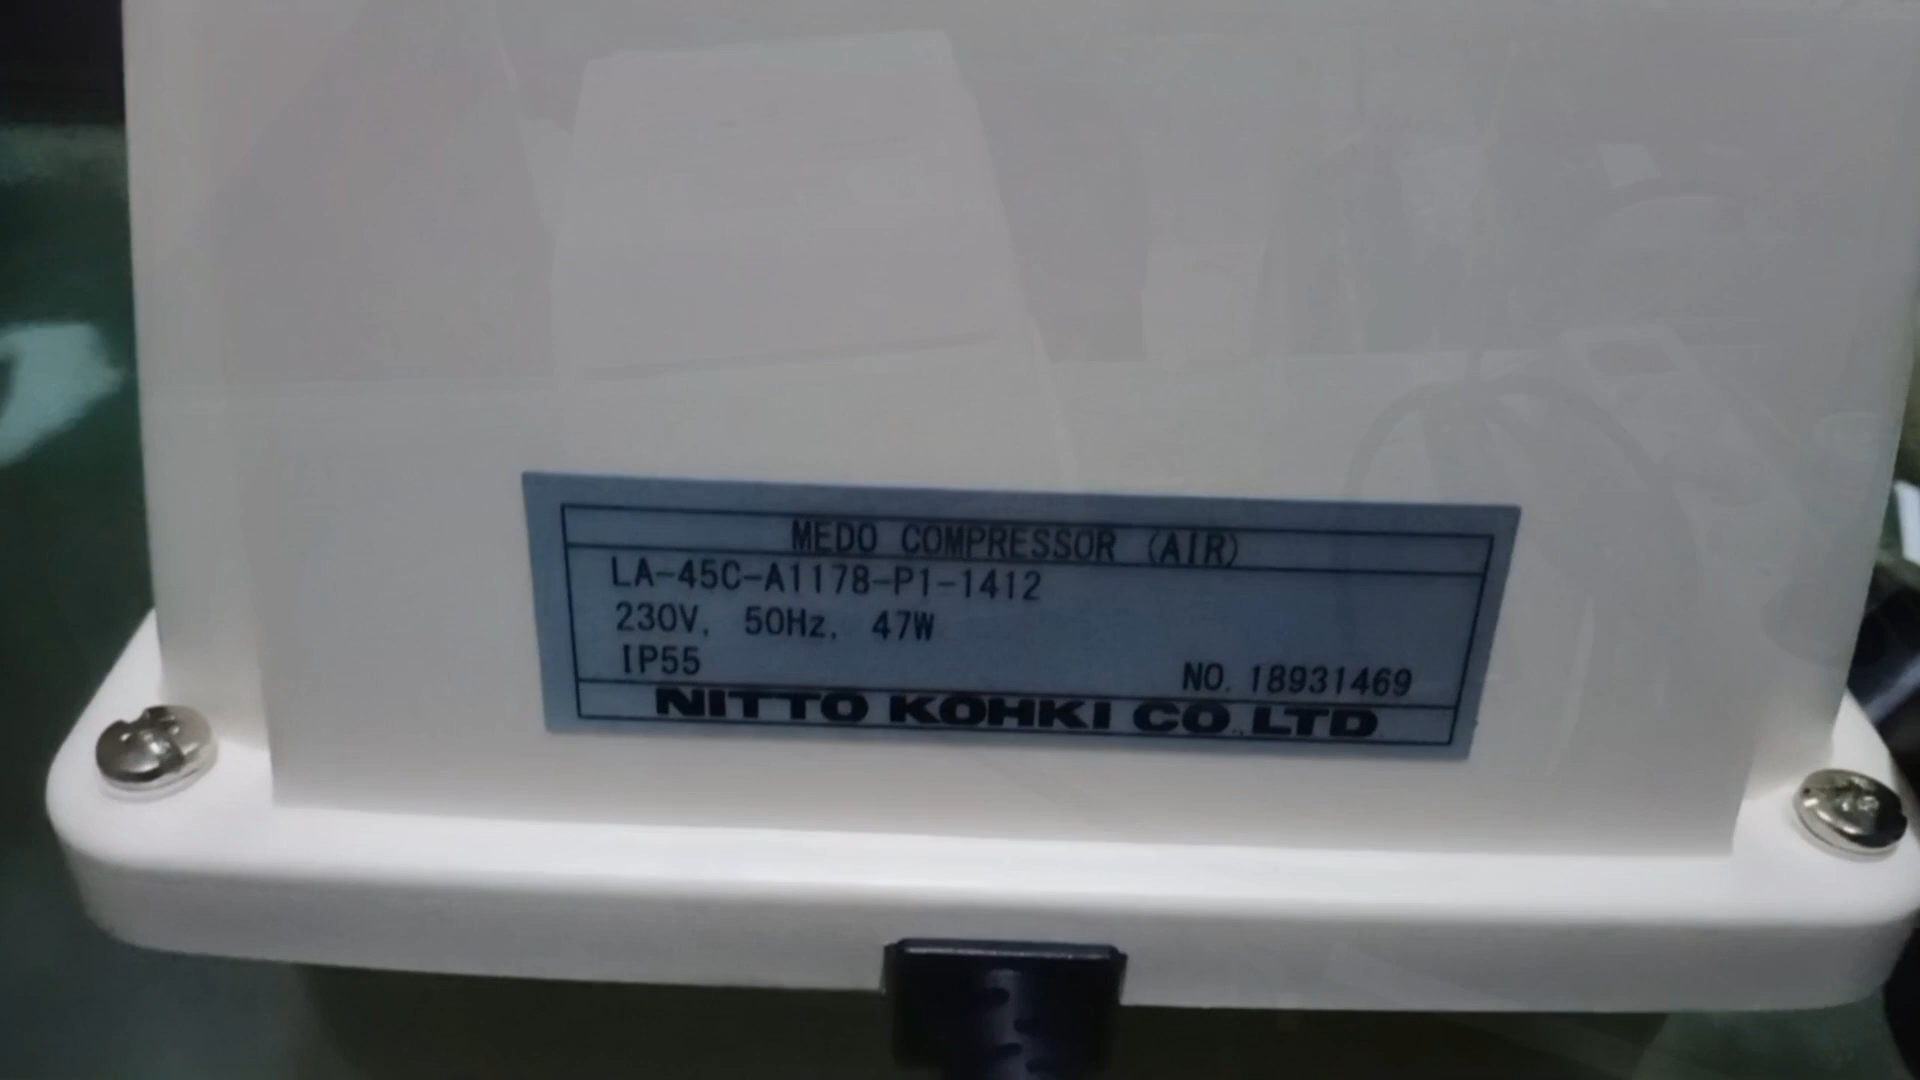 MEDO COMPRESSOR (AIR)
LA-45C-A1178-P1-1412
230V, 50Hz, 47W
IP55
NO. 18931469
NITTO KOHKI CO.,LTD.